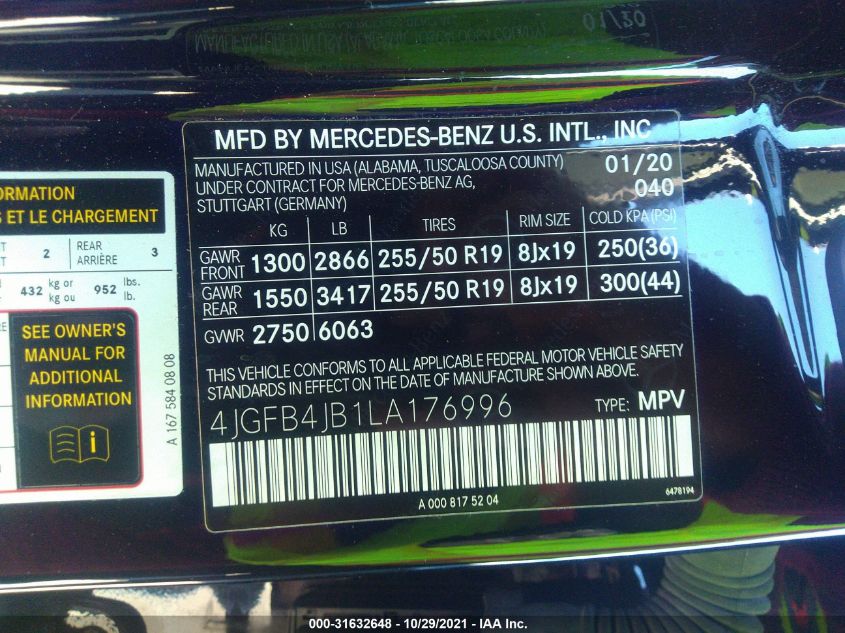 MFD BY MERCEDES-BENZ U.S. INTL., INC
MANUFACTURED IN USA (ALABAMA, TUSCALOOSA COUNTY) 01/20
UNDER CONTRACT FOR MERCEDES-BENZ AG, 040
STUTTGART (GERMANY)
KG LB TIRES RIM SIZE COLD KPA (PSI)
GAWR FRONT 1300 2866 255/50 R19 8Jx19 250(36)
GAWR REAR 1550 3417 255/50 R19 8Jx19 300(44)
GVWR 2750 6063
THIS VEHICLE CONFORMS TO ALL APPLICABLE FEDERAL MOTOR VEHICLE SAFETY
STANDARDS IN EFFECT ON THE DATE OF MANUFACTURE SHOWN ABOVE.
4JGFB4JB1LA176996 TYPE: MPV
A 000 817 52 04
6478194
ORMATION
S ET LE CHARGEMENT
2 REAR ARRIÈRE 3
432 kg or kg ou 952 lbs. lb.
SEE OWNER'S
MANUAL FOR
ADDITIONAL
INFORMATION
A 167 584 08 08
01/20
MANUFACTURED IN USA (ALABAMA, TUSCALOOSA COUNTY)
000-31632648 - 10/29/2021 - IAA Inc.